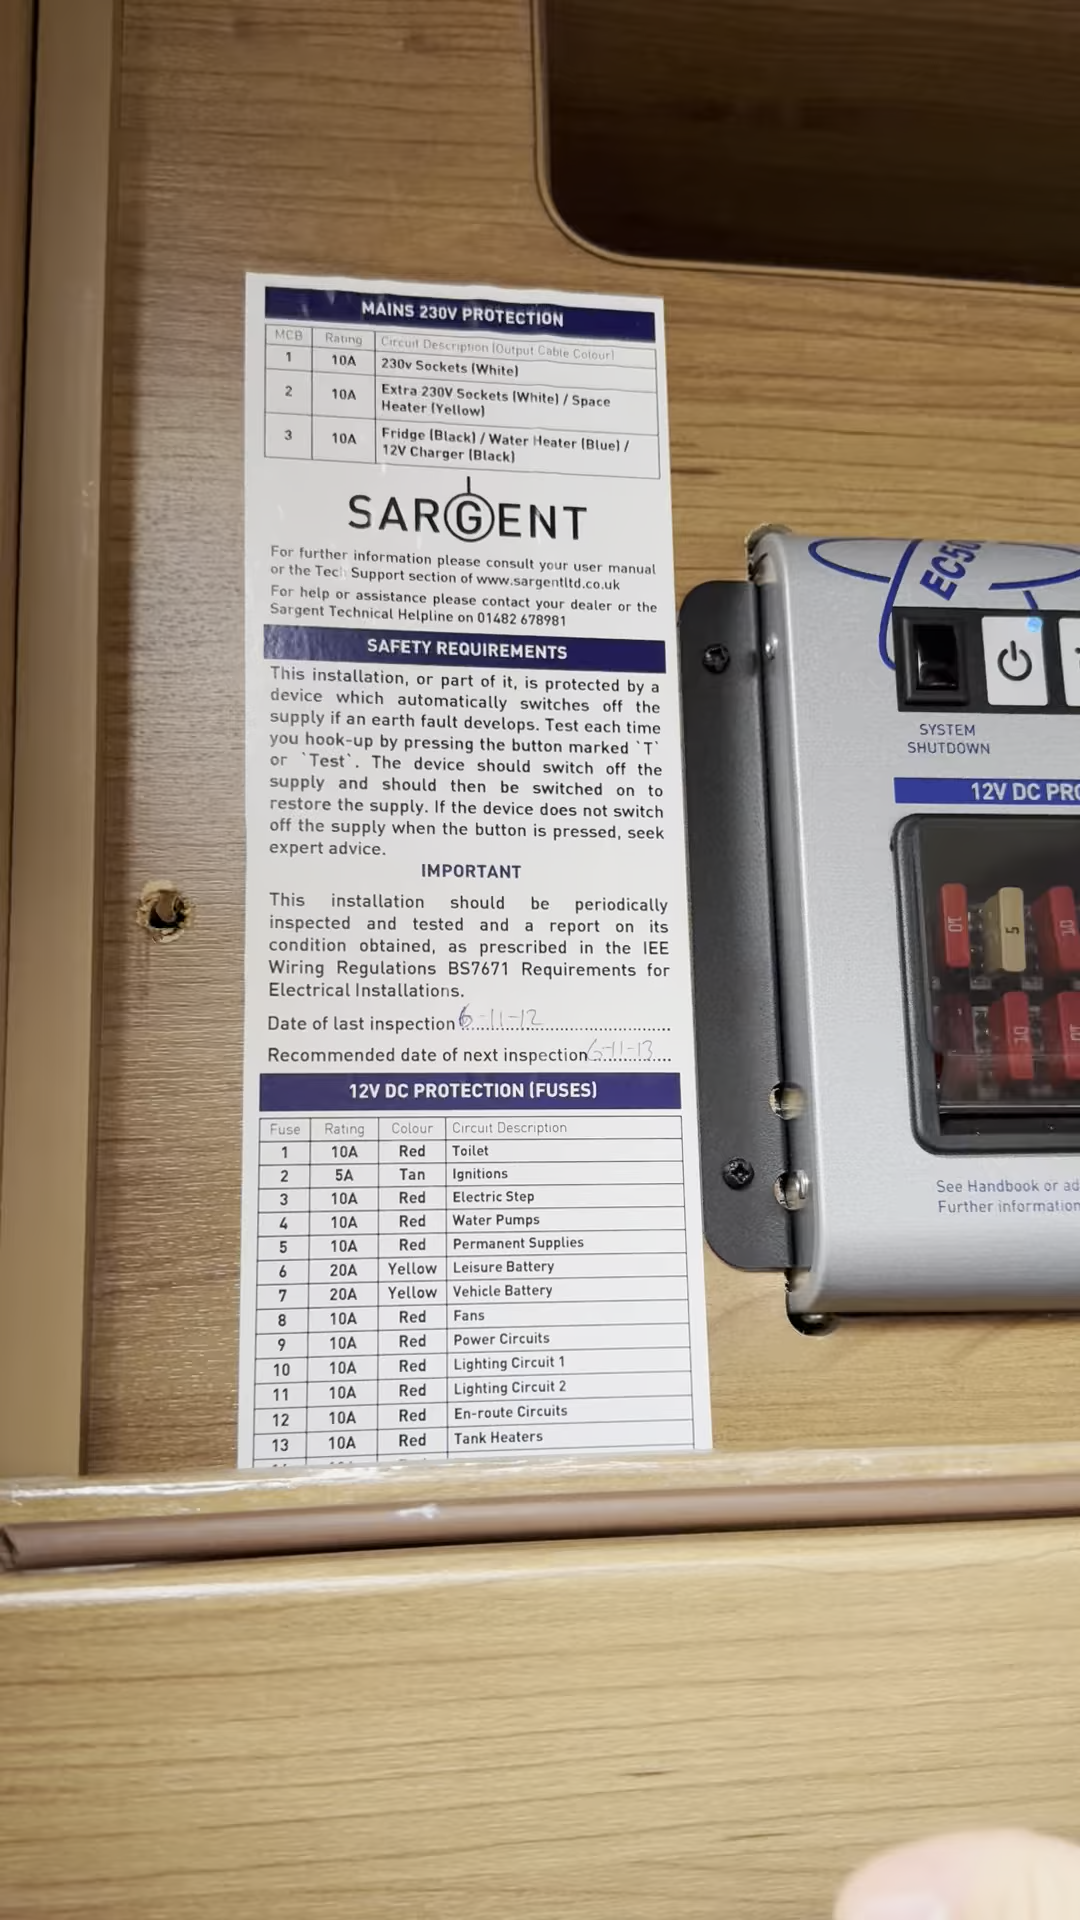 MAINS 230V PROTECTION
MCB Rating Circuit Description (Output Cable Colour)
1 10A 230v Sockets (White)
2 10A Extra 230V Sockets (White) / Space
Heater (Yellow)
3 10A Fridge (Black) / Water Heater (Blue) /
12V Charger (Black)
SARGENT
For further information please consult your user manual
or the Tech Support section of www.sargentltd.co.uk
For help or assistance please contact your dealer or the
Sargent Technical Helpline on 01482 678981
SAFETY REQUIREMENTS
This installation, or part of it, is protected by a
device which automatically switches off the
supply if an earth fault develops. Test each time
you hook-up by pressing the button marked `T`
or `Test`. The device should switch off the
supply and should then be switched on to
restore the supply. If the device does not switch
off the supply when the button is pressed, seek
expert advice.
IMPORTANT
This installation should be periodically
inspected and tested and a report on its
condition obtained, as prescribed in the IEE
Wiring Regulations BS7671 Requirements for
Electrical Installations.
Date of last inspection 6-11-12
Recommended date of next inspection 6-11-13
12V DC PROTECTION (FUSES)
Fuse Rating Colour Circuit Description
1 10A Red Toilet
2 5A Tan Ignitions
3 10A Red Electric Step
4 10A Red Water Pumps
5 10A Red Permanent Supplies
6 20A Yellow Leisure Battery
7 20A Yellow Vehicle Battery
8 10A Red Fans
9 10A Red Power Circuits
10 10A Red Lighting Circuit 1
11 10A Red Lighting Circuit 2
12 10A Red En-route Circuits
13 10A Red Tank Heaters
EC50
SYSTEM
SHUTDOWN
12V DC PRO
10 5 10
10 10
See Handbook or ad
Further information